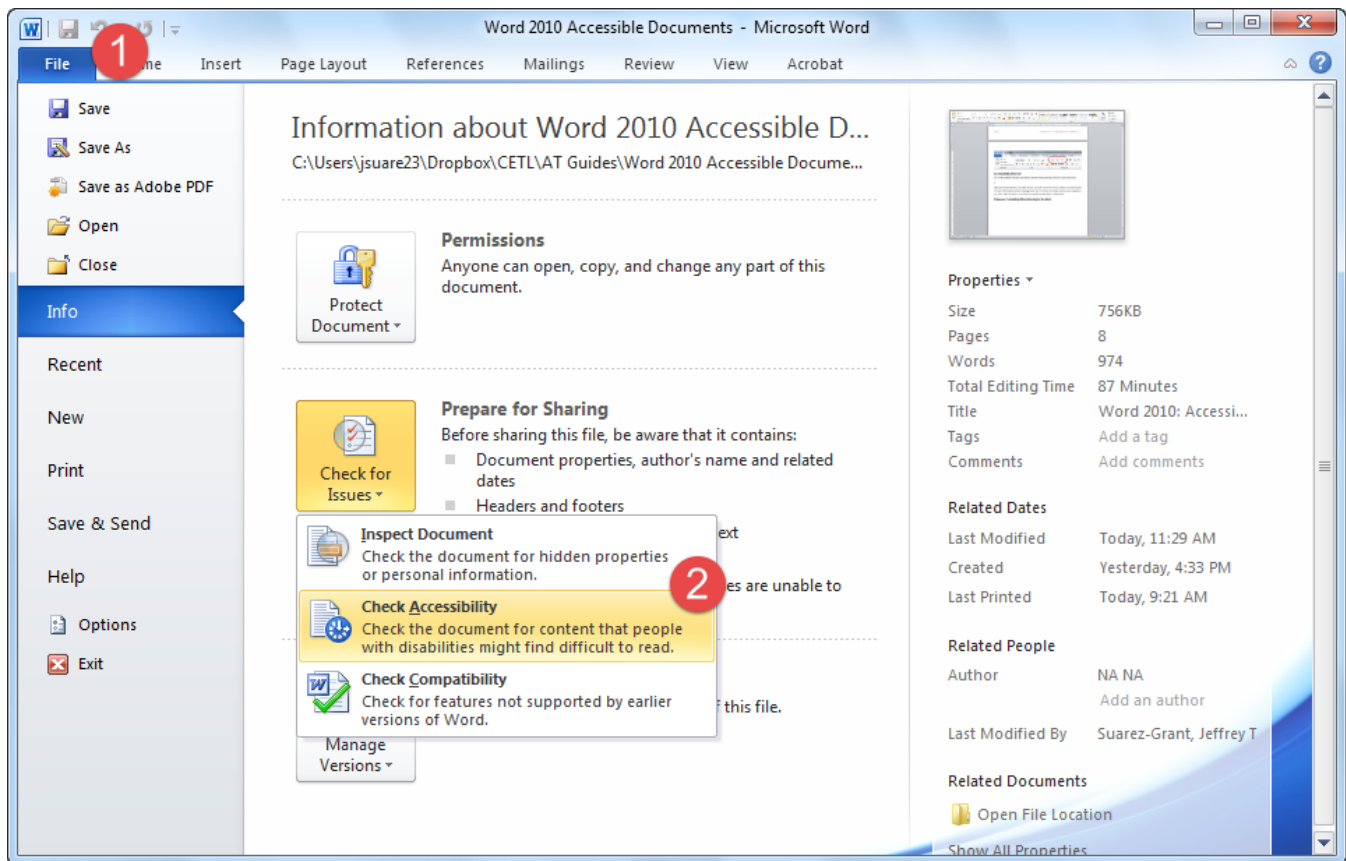 Word 2010 Accessible Documents - Microsoft Word
1
File
Insert
Page Layout
References
Mailings
Review
View
Acrobat
Save
Save As
Save as Adobe PDF
Open
Close
Info
Recent
New
Print
Save & Send
Help
Options
Exit
Information about Word 2010 Accessible D...
C:\Users\jsuare23\Dropbox\CETL\AT Guides\Word 2010 Accessible Docume...
Protect
Document
Permissions
Anyone can open, copy, and change any part of this
document.
Check for
Issues
Prepare for Sharing
Before sharing this file, be aware that it contains:
Document properties, author's name and related
dates
Headers and footers
Inspect Document
Check the document for hidden properties
or personal information.
2
es are unable to
Check Accessibility
Check the document for content that people
with disabilities might find difficult to read.
Check Compatibility
Check for features not supported by earlier
versions of Word.
this file.
Manage
Versions
Properties
Size 756KB
Pages 8
Words 974
Total Editing Time 87 Minutes
Title Word 2010: Accessi...
Tags Add a tag
Comments Add comments
Related Dates
Last Modified Today, 11:29 AM
Created Yesterday, 4:33 PM
Last Printed Today, 9:21 AM
Related People
Author NA NA
Add an author
Last Modified By Suarez-Grant, Jeffrey T
Related Documents
Open File Location
Show All Properties